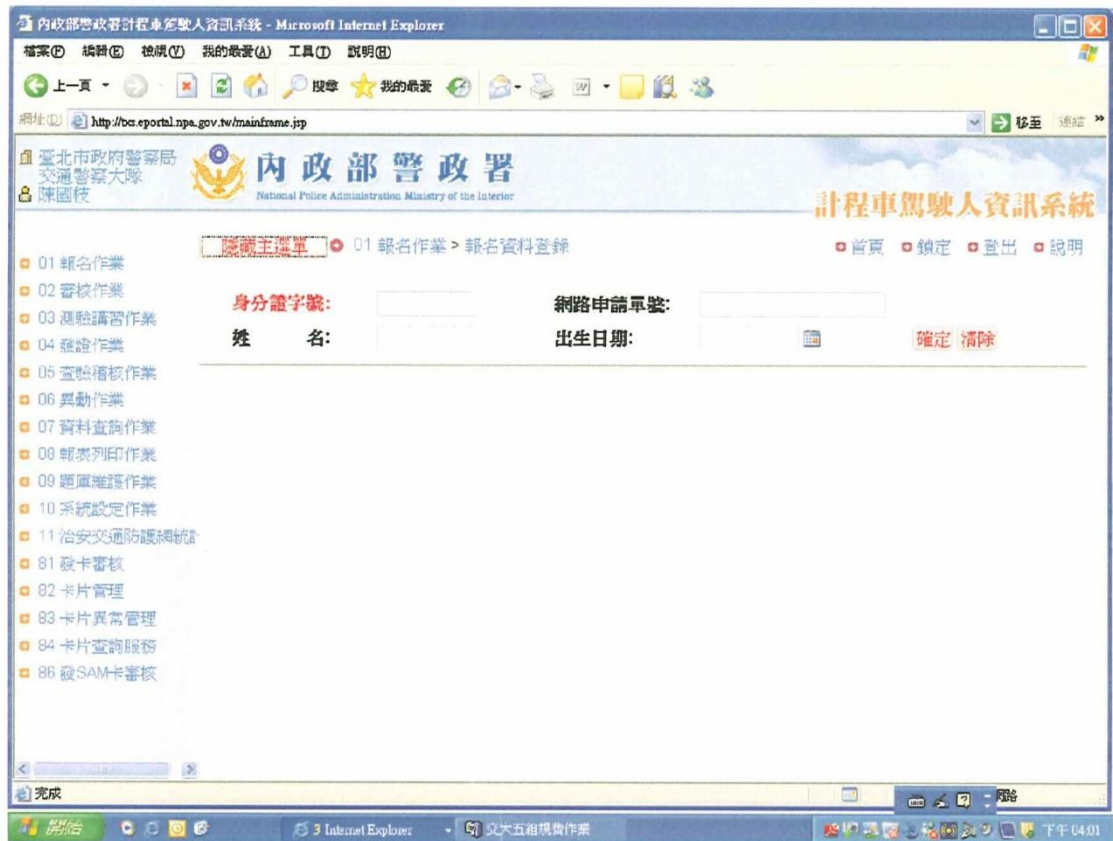 內政部警政署計程車駕駛人資訊系統 - Microsoft Internet Explorer
檔案(F) 編輯(E) 檢視(V) 我的最愛(A) 工具(T) 說明(H)
上一頁 搜尋 我的最愛
網址(D) http://tcs.eportal.npa.gov.tw/mainframe.jsp 移至 連結 »
臺北市政府警察局
交通警察大隊
陳國枝
內政部警政署
National Police Administration Ministry of the Interior
計程車駕駛人資訊系統
隱藏主選單 01 報名作業 > 報名資料登錄 首頁 鎖定 登出 說明
01 報名作業
02 審核作業
03 測驗講習作業
04 發證作業
05 查驗稽核作業
06 異動作業
07 資料查詢作業
08 報表列印作業
09 題庫維護作業
10 系統設定作業
11 治安交通防護網統計
81 發卡審核
82 卡片管理
83 卡片異常管理
84 卡片查詢服務
86 發SAM卡審核
身分證字號: 網路申請單號:
姓 名: 出生日期: 確定 清除
完成 網路
開始 3 Internet Explorer 交大五組規費作業 下午 04:01